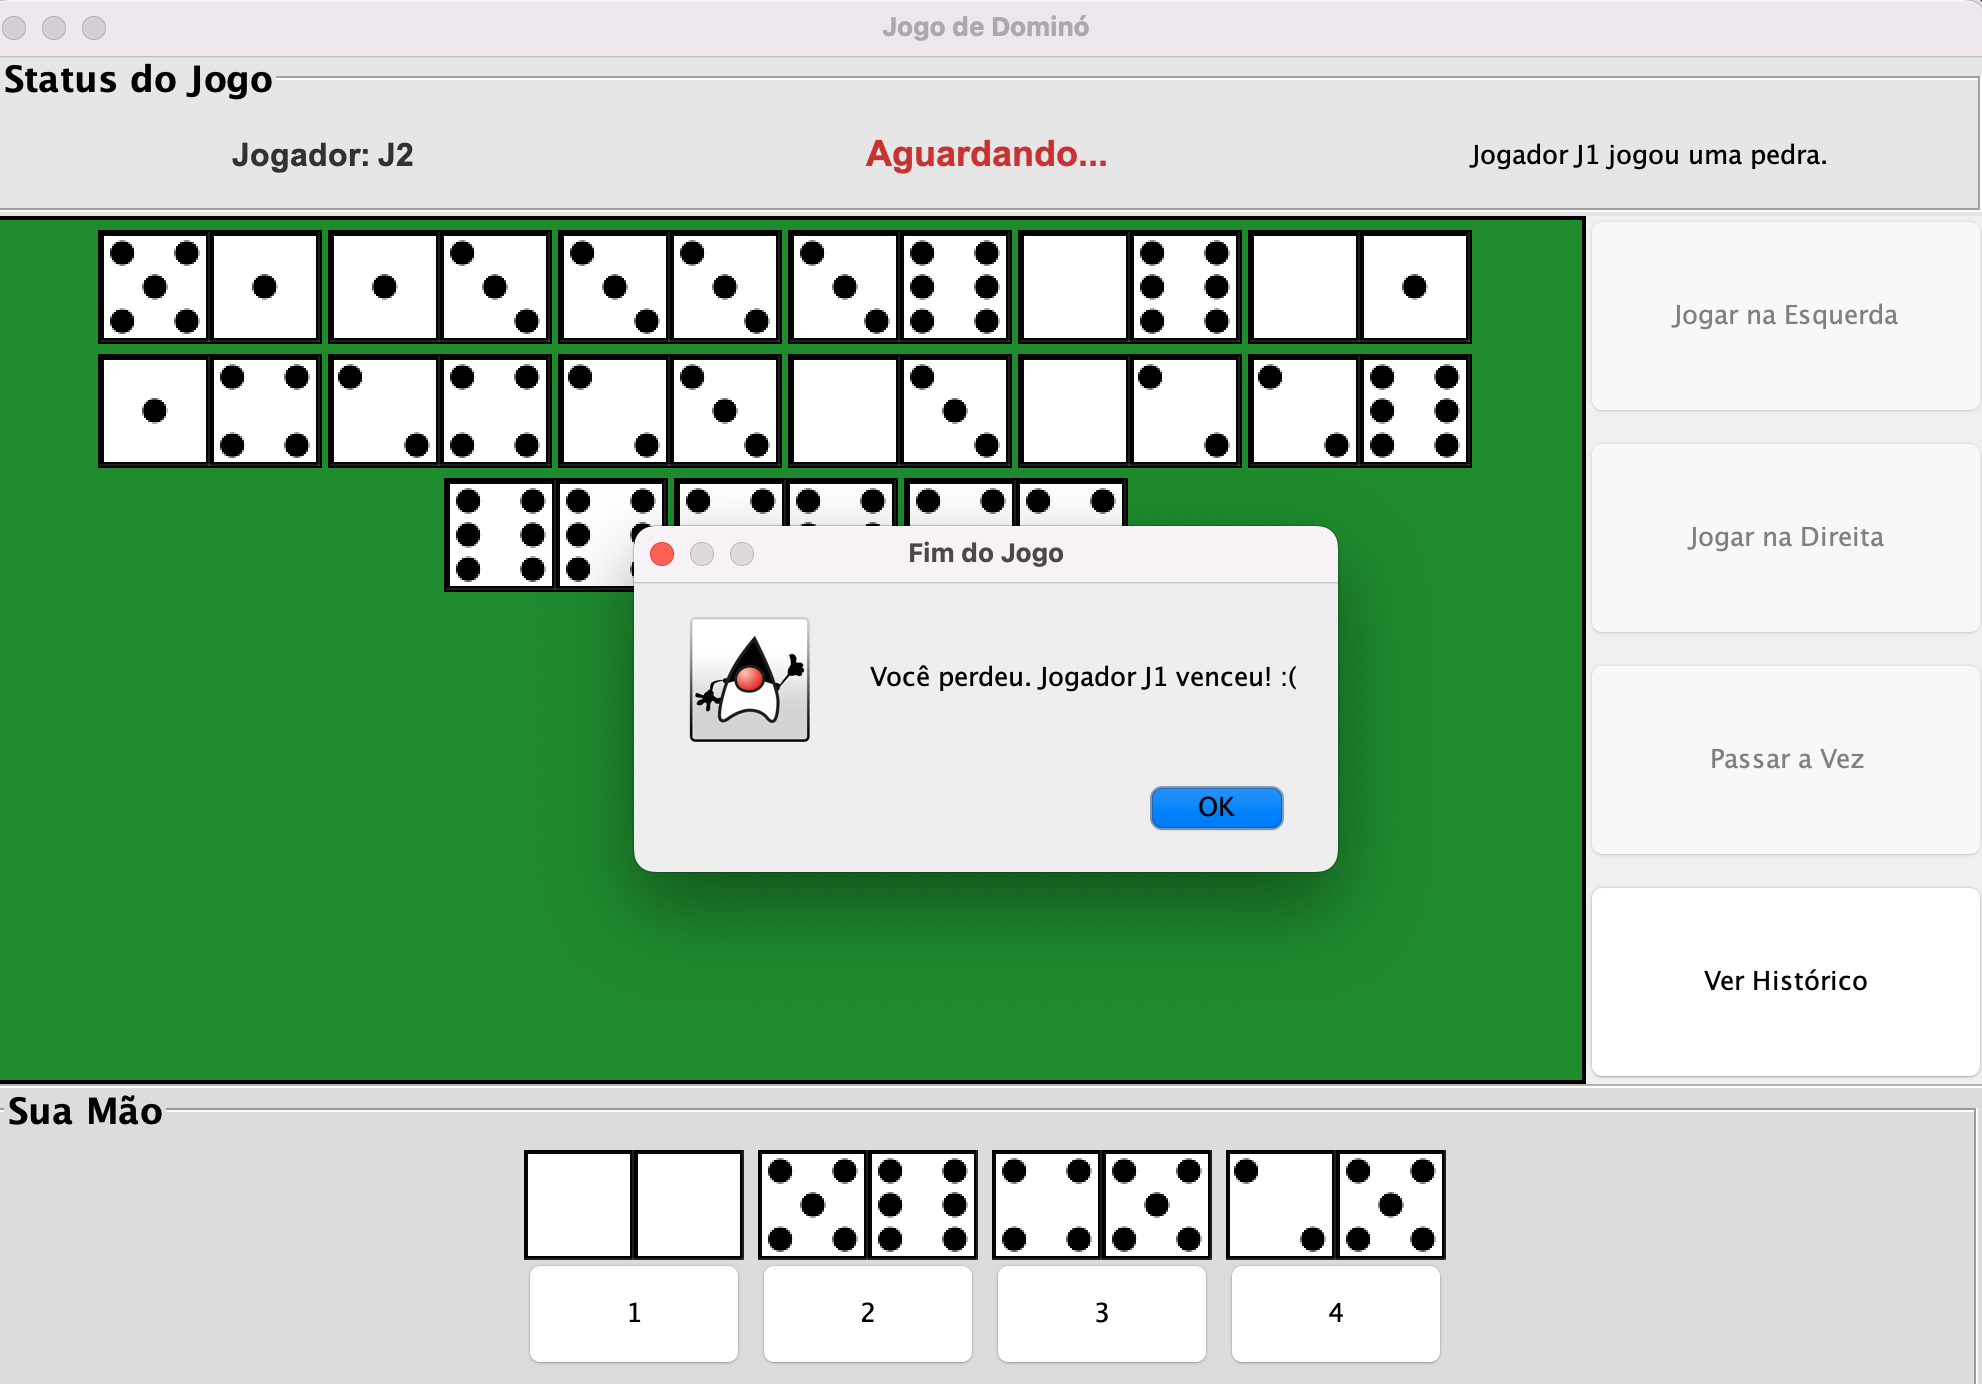 Jogo de Dominó
Status do Jogo
Jogador: J2
Aguardando...
Jogador J1 jogou uma pedra.
Jogar na Esquerda
Jogar na Direita
Passar a Vez
Ver Histórico
Fim do Jogo
Você perdeu. Jogador J1 venceu! :(
OK
Sua Mão
1
2
3
4